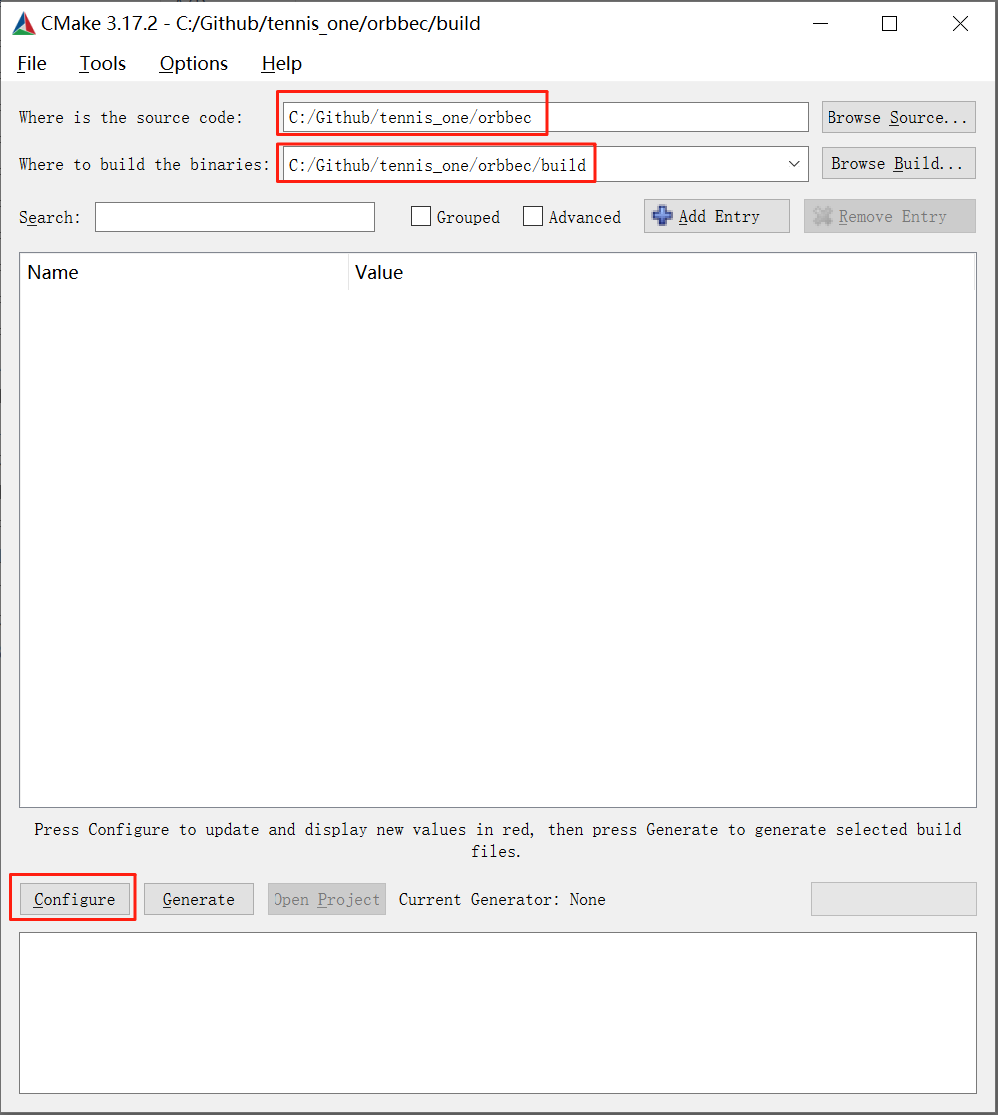 CMake 3.17.2 - C:/Github/tennis_one/orbbec/build
File Tools Options Help
Where is the source code: C:/Github/tennis_one/orbbec Browse Source...
Where to build the binaries: C:/Github/tennis_one/orbbec/build Browse Build...
Search: Grouped Advanced Add Entry Remove Entry
Name Value
Press Configure to update and display new values in red, then press Generate to generate selected build
files.
Configure Generate Open Project Current Generator: None